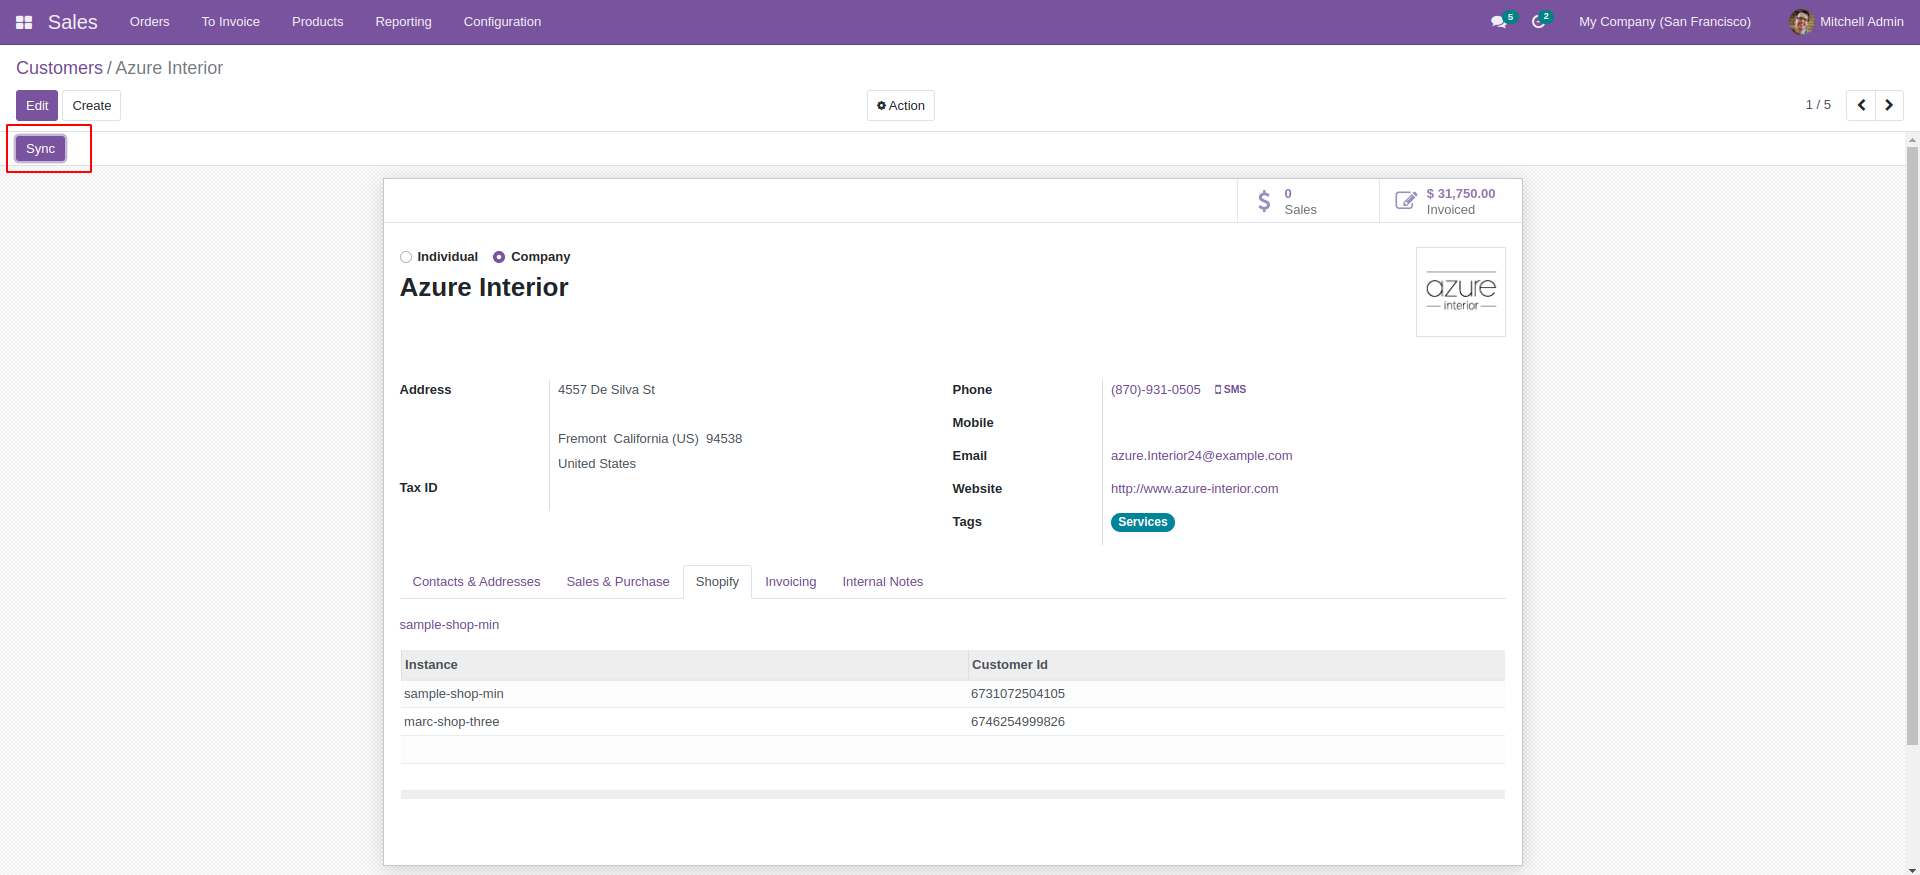 Sales Orders To Invoice Products Reporting Configuration 5 2 My Company (San Francisco) Mitchell Admin
Customers / Azure Interior
Edit Create Action 1 / 5
Sync
0 $ 31,750.00
Sales Invoiced
Individual Company
Azure Interior
azure
interior
Address 4557 De Silva St Phone (870)-931-0505 SMS
Mobile
Fremont California (US) 94538
Email azure.Interior24@example.com
United States
Tax ID Website http://www.azure-interior.com
Tags Services
Contacts & Addresses Sales & Purchase Shopify Invoicing Internal Notes
sample-shop-min
Instance Customer Id
sample-shop-min 6731072504105
marc-shop-three 6746254999826